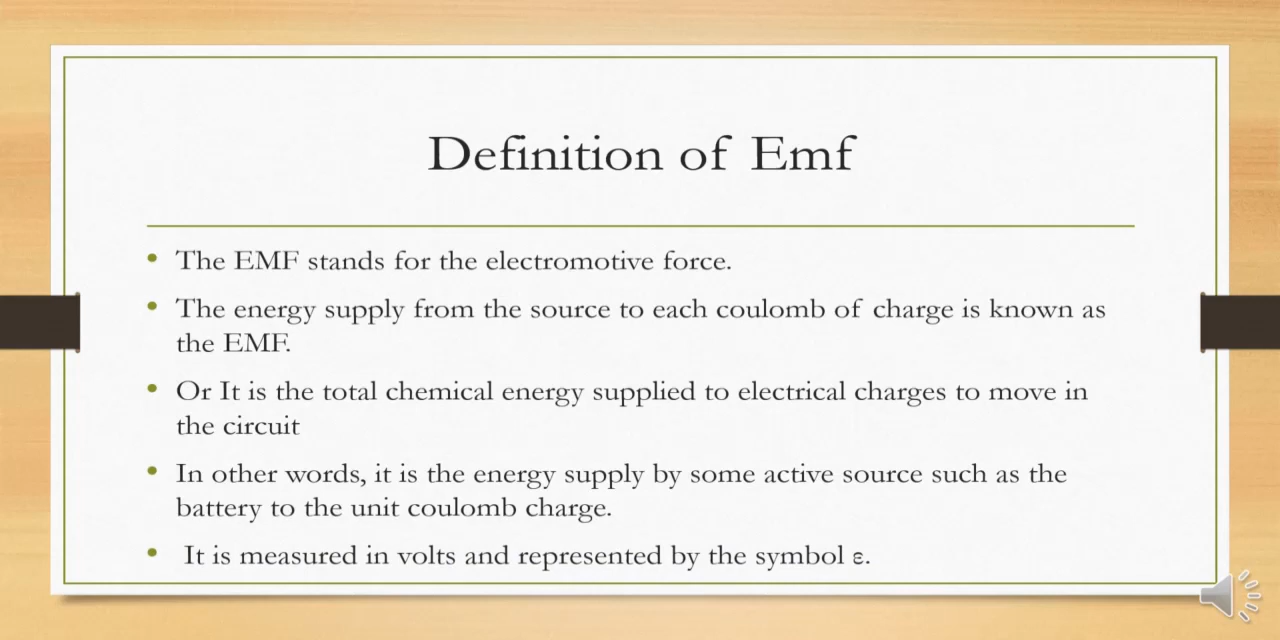 Definition of Emf
• The EMF stands for the electromotive force.
• The energy supply from the source to each coulomb of charge is known as
the EMF.
• Or It is the total chemical energy supplied to electrical charges to move in
the circuit
• In other words, it is the energy supply by some active source such as the
battery to the unit coulomb charge.
• It is measured in volts and represented by the symbol ε.